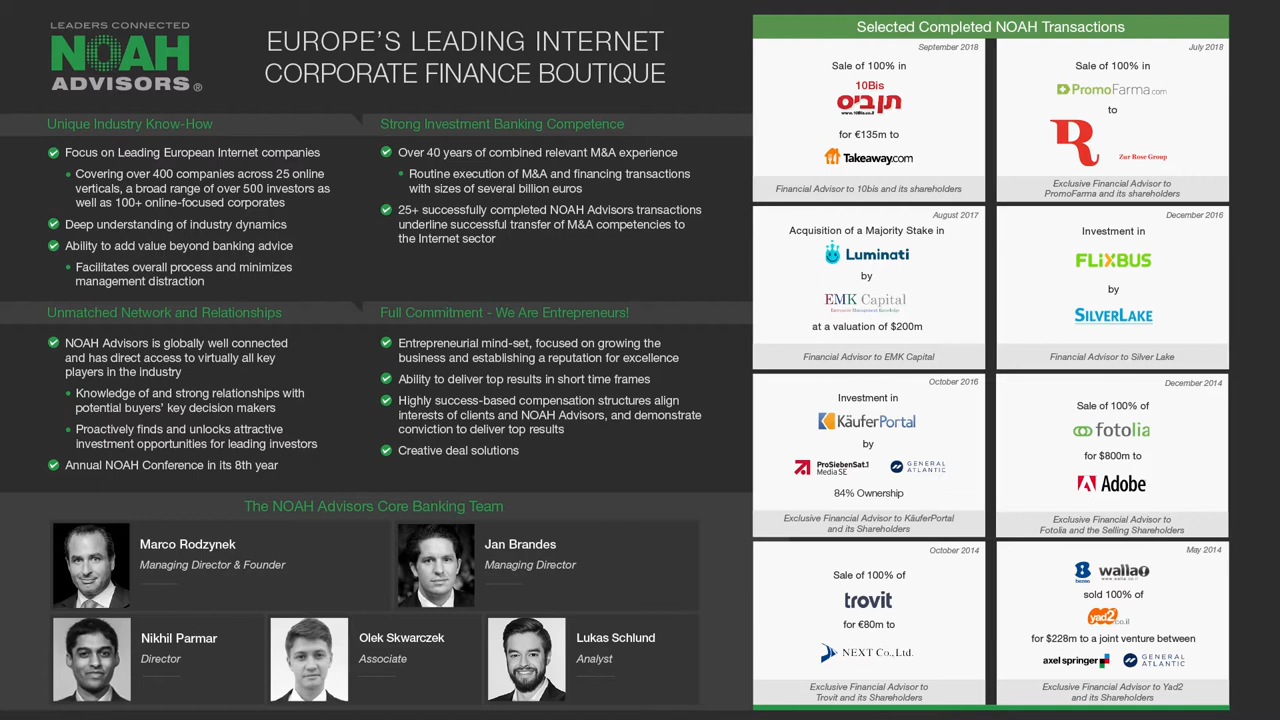 LEADERS CONNECTED
NOAH
ADVISORS®
EUROPE'S LEADING INTERNET
CORPORATE FINANCE BOUTIQUE
Unique Industry Know-How
Focus on Leading European Internet companies
• Covering over 400 companies across 25 online
verticals, a broad range of over 500 investors as
well as 100+ online-focused corporates
Deep understanding of industry dynamics
Ability to add value beyond banking advice
• Facilitates overall process and minimizes
management distraction
Strong Investment Banking Competence
Over 40 years of combined relevant M&A experience
• Routine execution of M&A and financing transactions
with sizes of several billion euros
25+ successfully completed NOAH Advisors transactions
underline successful transfer of M&A competencies to
the Internet sector
Unmatched Network and Relationships
NOAH Advisors is globally well connected
and has direct access to virtually all key
players in the industry
• Knowledge of and strong relationships with
potential buyers' key decision makers
• Proactively finds and unlocks attractive
investment opportunities for leading investors
Annual NOAH Conference in its 8th year
Full Commitment - We Are Entrepreneurs!
Entrepreneurial mind-set, focused on growing the
business and establishing a reputation for excellence
Ability to deliver top results in short time frames
Highly success-based compensation structures align
interests of clients and NOAH Advisors, and demonstrate
conviction to deliver top results
Creative deal solutions
The NOAH Advisors Core Banking Team
Marco Rodzynek
Managing Director & Founder
Jan Brandes
Managing Director
Nikhil Parmar
Director
Olek Skwarczek
Associate
Lukas Schlund
Analyst
Selected Completed NOAH Transactions
September 2018
Sale of 100% in
10Bis
תן ביס
www.10Bis.co.il
for €135m to
Takeaway.com
Financial Advisor to 10bis and its shareholders
July 2018
Sale of 100% in
PromoFarma.com
to
R
Zur Rose Group
Exclusive Financial Advisor to
PromoFarma and its shareholders
August 2017
Acquisition of a Majority Stake in
Luminati
by
EMK Capital
Enterprise Management Knowledge
at a valuation of $200m
Financial Advisor to EMK Capital
December 2016
Investment in
FLiXBUS
by
SILVERLAKE
Financial Advisor to Silver Lake
October 2016
Investment in
KäuferPortal
by
ProSiebenSat.1
Media SE
GENERAL
ATLANTIC
84% Ownership
Exclusive Financial Advisor to KäuferPortal
and its Shareholders
December 2014
Sale of 100% of
fotolia
for $800m to
Adobe
Exclusive Financial Advisor to
Fotolia and the Selling Shareholders
October 2014
Sale of 100% of
trovit
for €80m to
NEXT Co., Ltd.
Exclusive Financial Advisor to
Trovit and its Shareholders
May 2014
bezeq
walla
www.walla.co.il
sold 100% of
yad2
co.il
for $228m to a joint venture between
axel springer
GENERAL
ATLANTIC
Exclusive Financial Advisor to Yad2
and its Shareholders